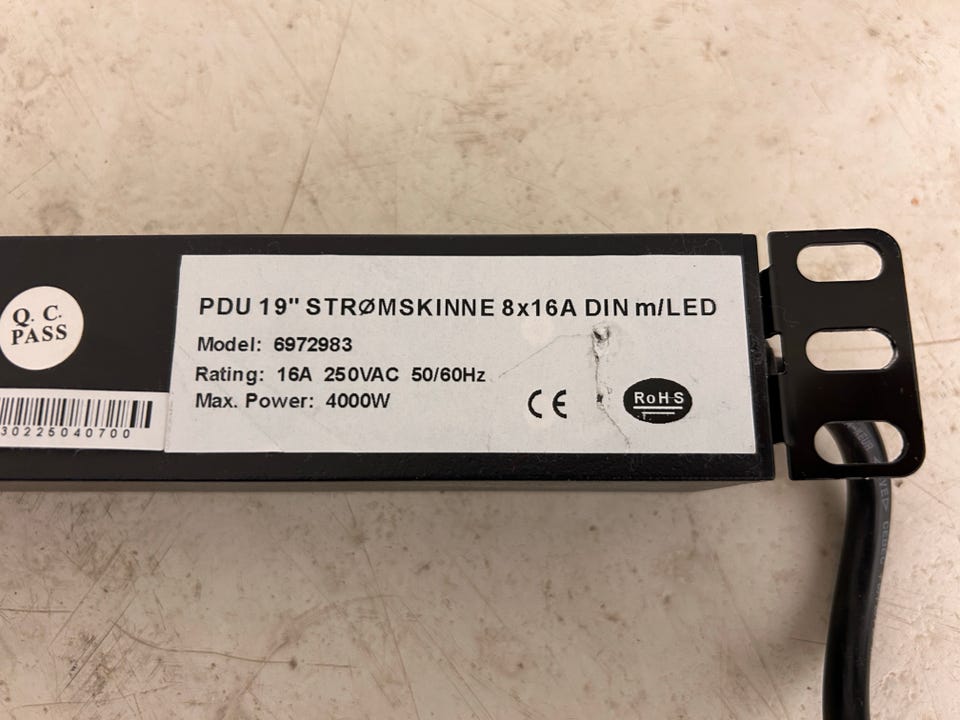 PDU 19" STRØMSKINNE 8x16A DIN m/LED
Model: 6972983
Rating: 16A 250VAC 50/60Hz
Max. Power: 4000W
CE
RoHS
Q. C.
PASS
30225040700